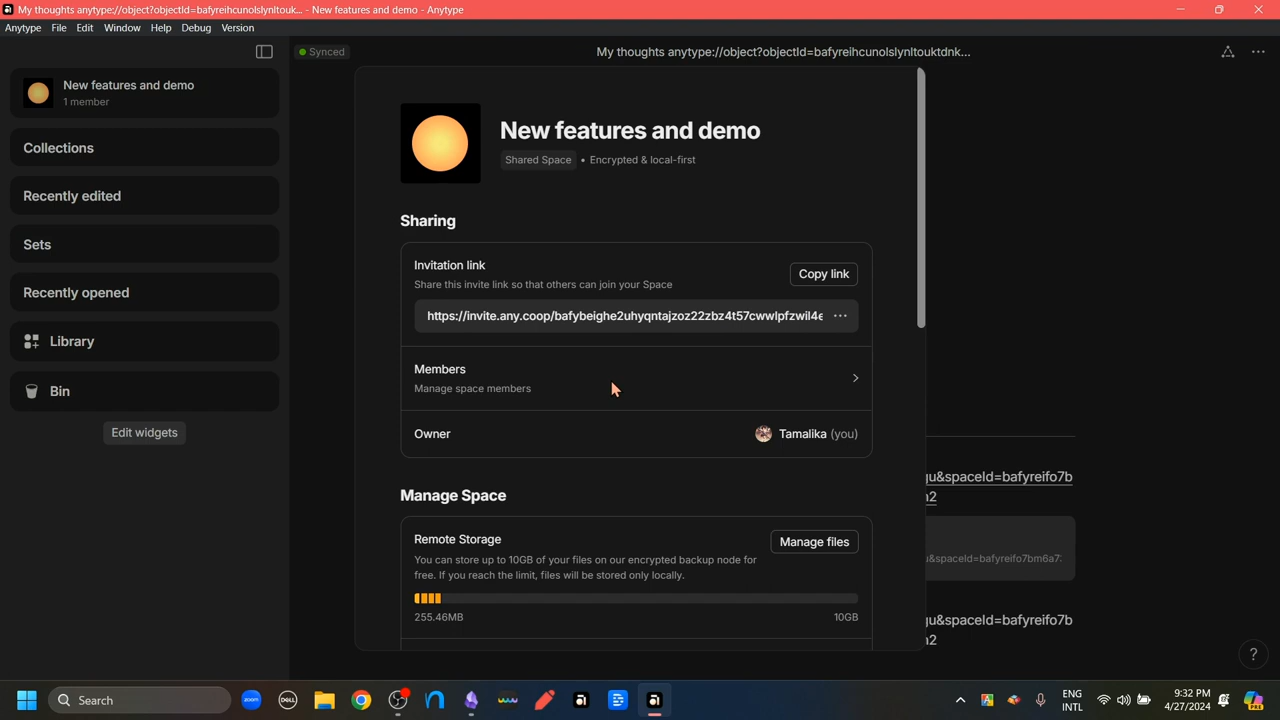 My thoughts anytype://object?objectId=bafyreihcunolslynltouk... - New features and demo - Anytype
Anytype File Edit Window Help Debug Version
Synced
My thoughts anytype://object?objectId=bafyreihcunolslynltouktdnk...
New features and demo
1 member
Collections
Recently edited
Sets
Recently opened
Library
Bin
Edit widgets
New features and demo
Shared Space • Encrypted & local-first
Sharing
Invitation link
Copy link
Share this invite link so that others can join your Space
https://invite.any.coop/bafybeighe2uhyqntajzoz22zbz4t57cwwlpfzwil4e
Members
Manage space members
Owner
Tamalika (you)
Manage Space
Remote Storage
Manage files
You can store up to 10GB of your files on our encrypted backup node for
free. If you reach the limit, files will be stored only locally.
255.46MB
10GB
&spaceId=bafyreifo7b
&spaceId=bafyreifo7bm6a7:
&spaceId=bafyreifo7b
?
Search
zoom
DELL
ENG
INTL
9:32 PM
4/27/2024